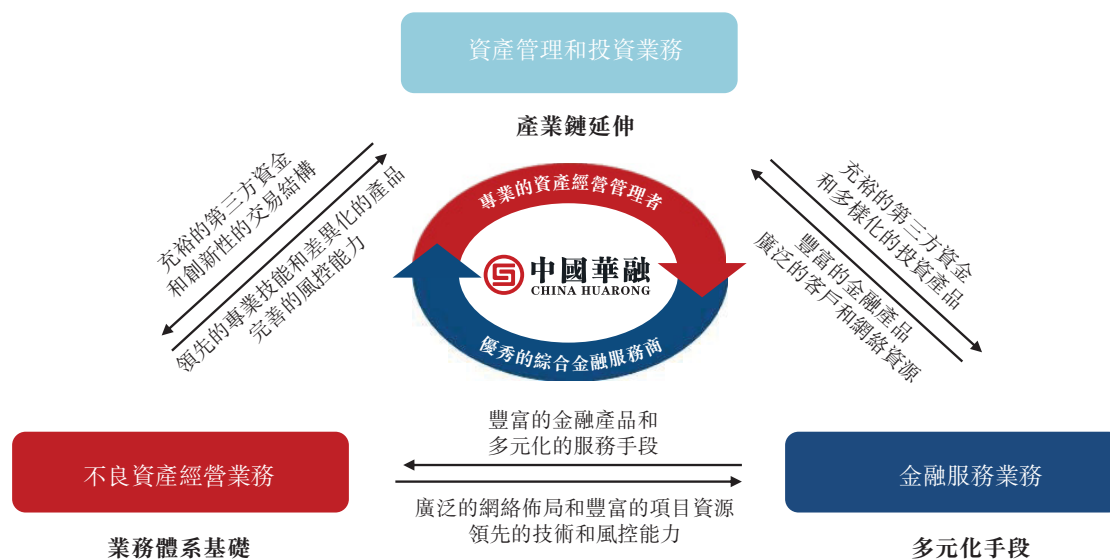 資產管理和投資業務
產業鏈延伸
充裕的第三方資金
和創新性的交易結構
領先的專業技能和差異化的產品
完善的風控能力
專業的資產經營管理者
中國華融
CHINA HUARONG
優秀的綜合金融服務商
充裕的第三方資金
和多樣化的投資產品
豐富的金融產品
廣泛的客戶和網絡資源
豐富的金融產品和
多元化的服務手段
廣泛的網絡佈局和豐富的項目資源
領先的技術和風控能力
不良資產經營業務
業務體系基礎
金融服務業務
多元化手段